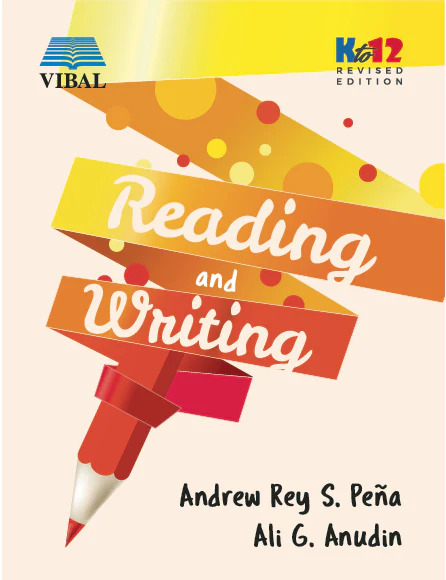 VIBAL
K to 12
REVISED
EDITION
Reading
and
Writing
Andrew Rey S. Peña
Ali G. Anudin